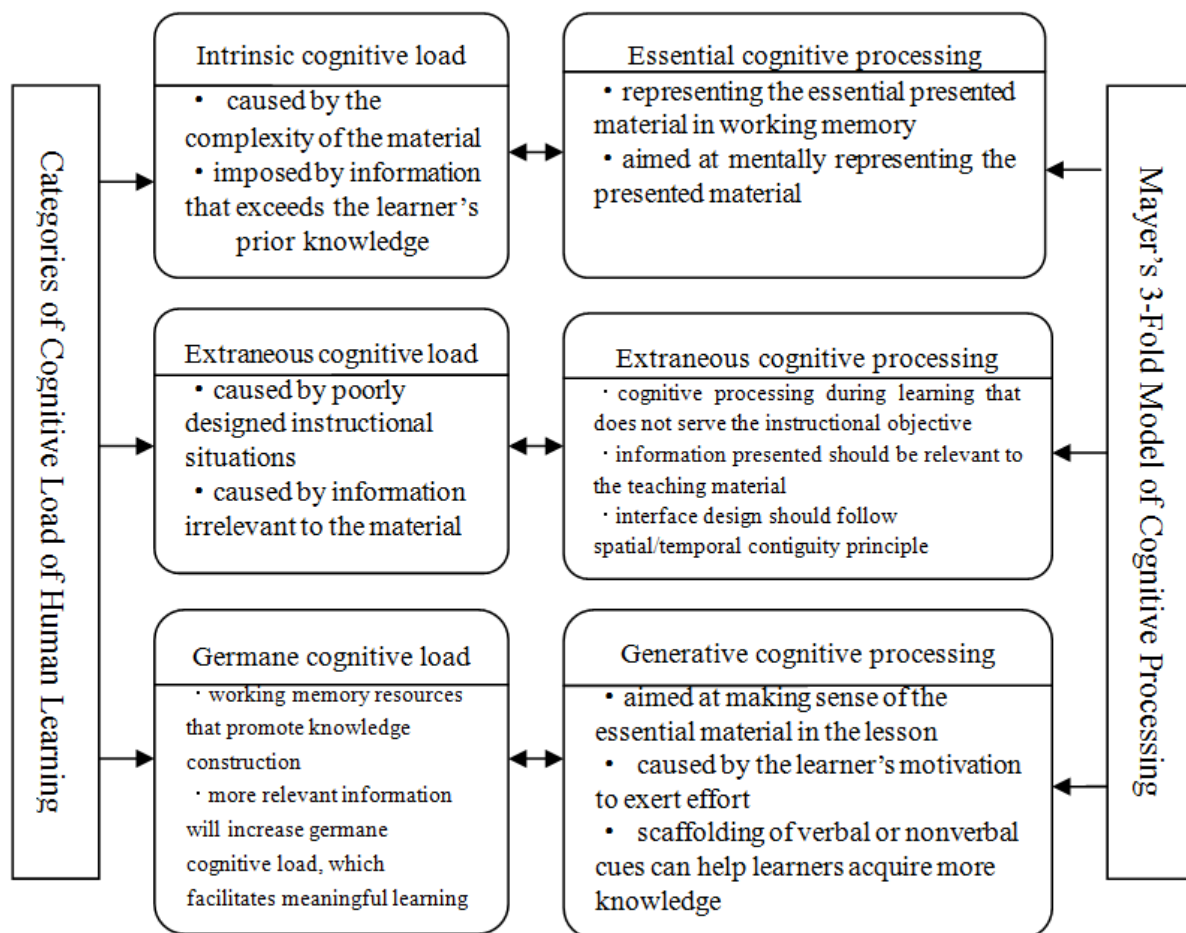 Categories of Cognitive Load of Human Learning
Intrinsic cognitive load
• caused by the
complexity of the material
• imposed by information
that exceeds the learner's
prior knowledge
Essential cognitive processing
• representing the essential presented
material in working memory
• aimed at mentally representing the
presented material
Extraneous cognitive load
• caused by poorly
designed instructional
situations
• caused by information
irrelevant to the material
Extraneous cognitive processing
• cognitive processing during learning that
does not serve the instructional objective
• information presented should be relevant to
the teaching material
• interface design should follow
spatial/temporal contiguity principle
Germane cognitive load
• working memory resources
that promote knowledge
construction
• more relevant information
will increase germane
cognitive load, which
facilitates meaningful learning
Generative cognitive processing
• aimed at making sense of the
essential material in the lesson
• caused by the learner's motivation
to exert effort
• scaffolding of verbal or nonverbal
cues can help learners acquire more
knowledge
Mayer's 3-Fold Model of Cognitive Processing